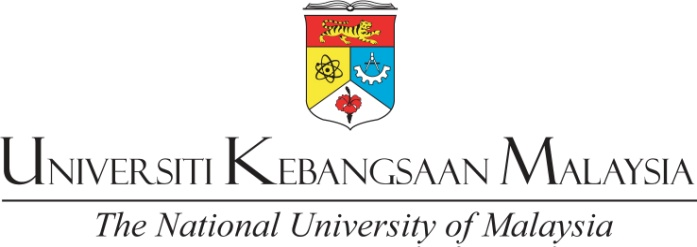 UNIVERSITI KEBANGSAAN MALAYSIA
The National University of Malaysia